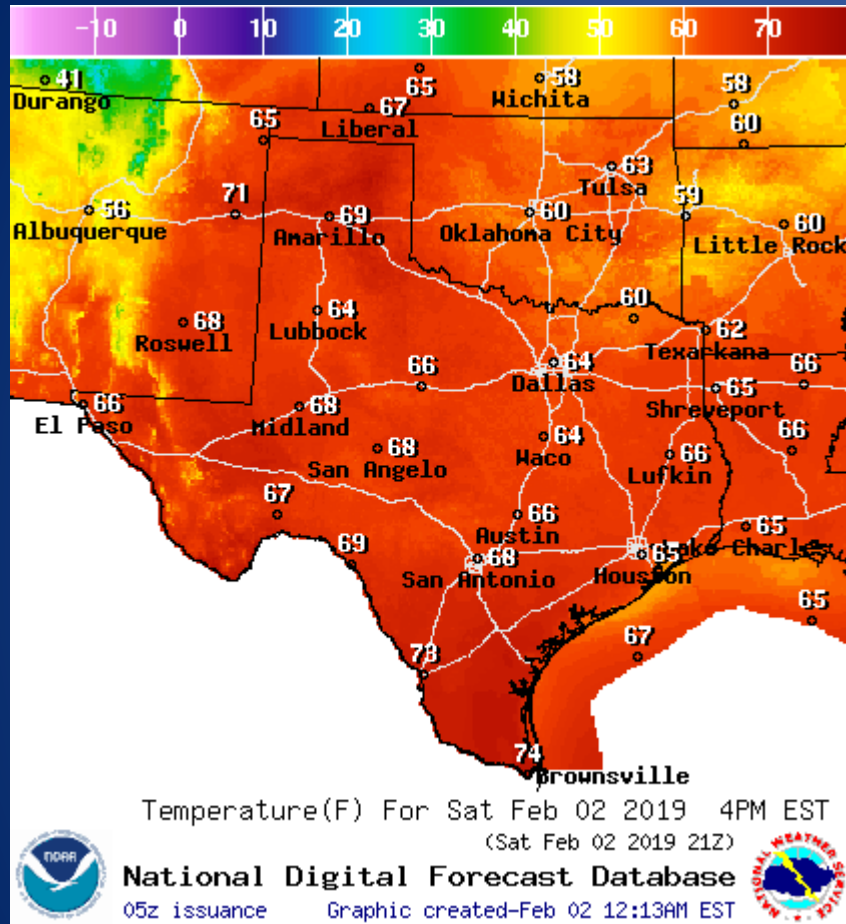 -10 0 10 20 30 40 50 60 70
41
Durango
65
67
Liberal
58
Wichita
58
60
65
63
Tulsa
56
Albuquerque
71
69
Amarillo
60
Oklahoma City
59
60
Little Rock
68
Roswell
64
Lubbock
60
62
Texarkana
66
El Paso
68
Midland
66
64
Dallas
65
Shreveport
66
68
San Angelo
64
Waco
66
Lufkin
66
67
66
Austin
65
Lake Charles
69
68
San Antonio
65
Houston
65
67
73
74
Brownsville
Temperature(F) For Sat Feb 02 2019 4PM EST
(Sat Feb 02 2019 21Z)
NOAA
National Digital Forecast Database
05z issuance Graphic created-Feb 02 12:13AM EST
NATIONAL WEATHER SERVICE